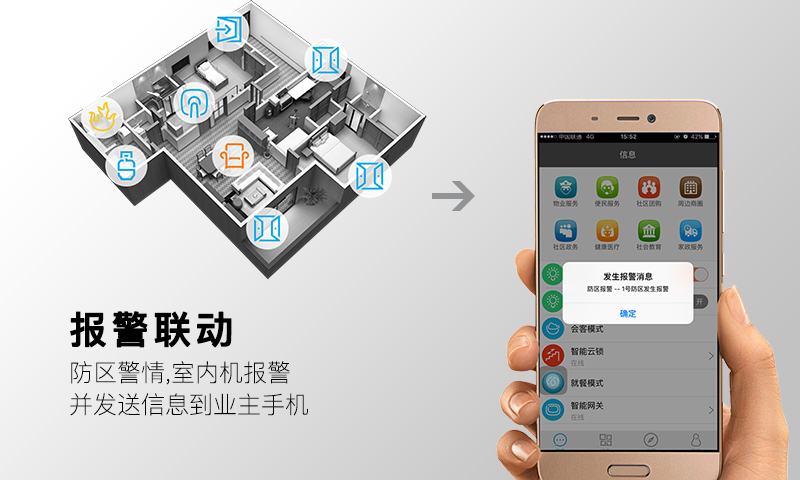 报警联动
防区警情,室内机报警
并发送信息到业主手机
中国联通 4G 15:52 42%
信息
物业服务 便民服务 社区团购 周边商圈
社区政务 健康医疗 社会教育 家政服务
发生报警消息
防区报警 -- 1号防区发生报警
确定
开
会客模式
智能云锁
在线
就餐模式
智能网关
在线